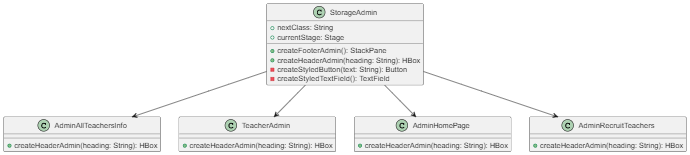 C StorageAdmin
nextClass: String
currentStage: Stage
createFooterAdmin(): StackPane
createHeaderAdmin(heading: String): HBox
createStyledButton(text: String): Button
createStyledTextField(): TextField
C AdminAllTeachersInfo
createHeaderAdmin(heading: String): HBox
C TeacherAdmin
createHeaderAdmin(heading: String): HBox
C AdminHomePage
createHeaderAdmin(heading: String): HBox
C AdminRecruitTeachers
createHeaderAdmin(heading: String): HBox